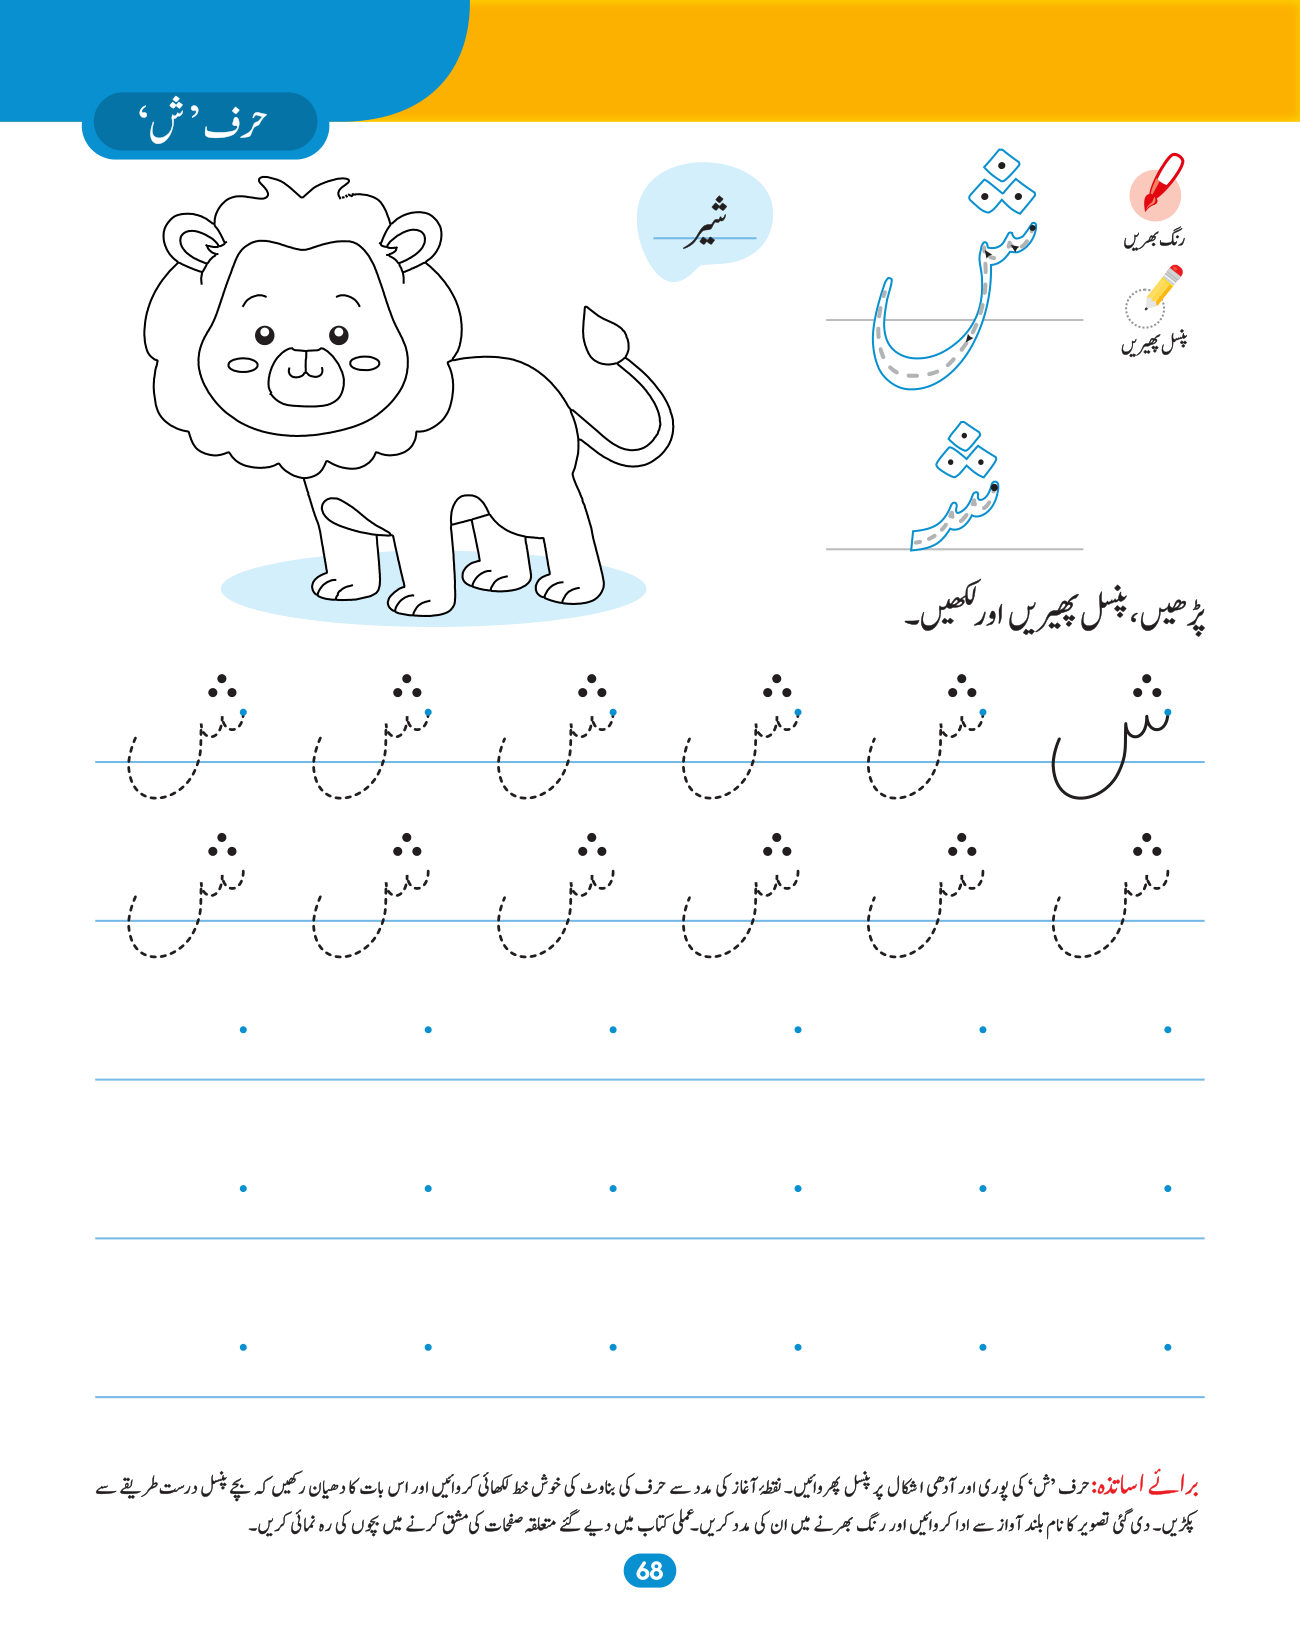 حرف ’ش‘
رنگ بھریں
شیر
ش
پنسل پھیریں
شـ
پڑھیں، پنسل پھیریں اور لکھیں۔
ش ش ش ش ش ش
ش ش ش ش ش ش
برائے اساتذہ: حرف ’ش‘ کی پوری اور آدھی اشکال پر پنسل پھروائیں۔ نقطۂ آغاز کی مدد سے حرف کی بناوٹ کی خوش خط لکھائی کروائیں اور اس بات کا دھیان رکھیں کہ بچے پنسل درست طریقے سے
پکڑیں۔ دی گئی تصویر کا نام بلند آواز سے ادا کروائیں اور رنگ بھرنے میں ان کی مدد کریں۔ عملی کتاب میں دیے گئے متعلقہ صفحات کی مشق کرنے میں بچوں کی رہ نمائی کریں۔
68